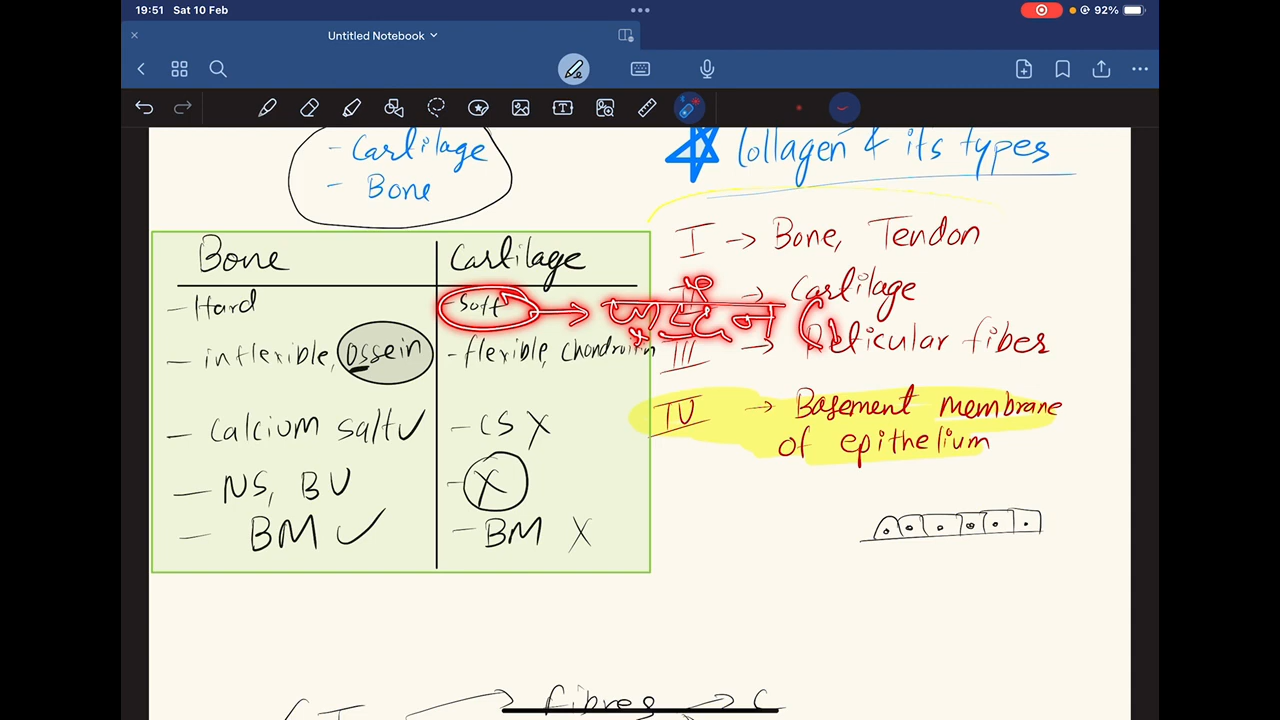 19:51 Sat 10 Feb
92%
Untitled Notebook
- Cartilage
- Bone
Collagen & its types
Bone
Cartilage
- Hard
- Soft
- inflexible, Ossein
- flexible, Chondroitin
- Calcium salt ✓
- CS X
- NS, BV
- X
- BM ✓
- BM X
I → Bone, Tendon
→ Cartilage
III → Reticular fiber
IV → Basement membrane
of epithelium
fibres → C